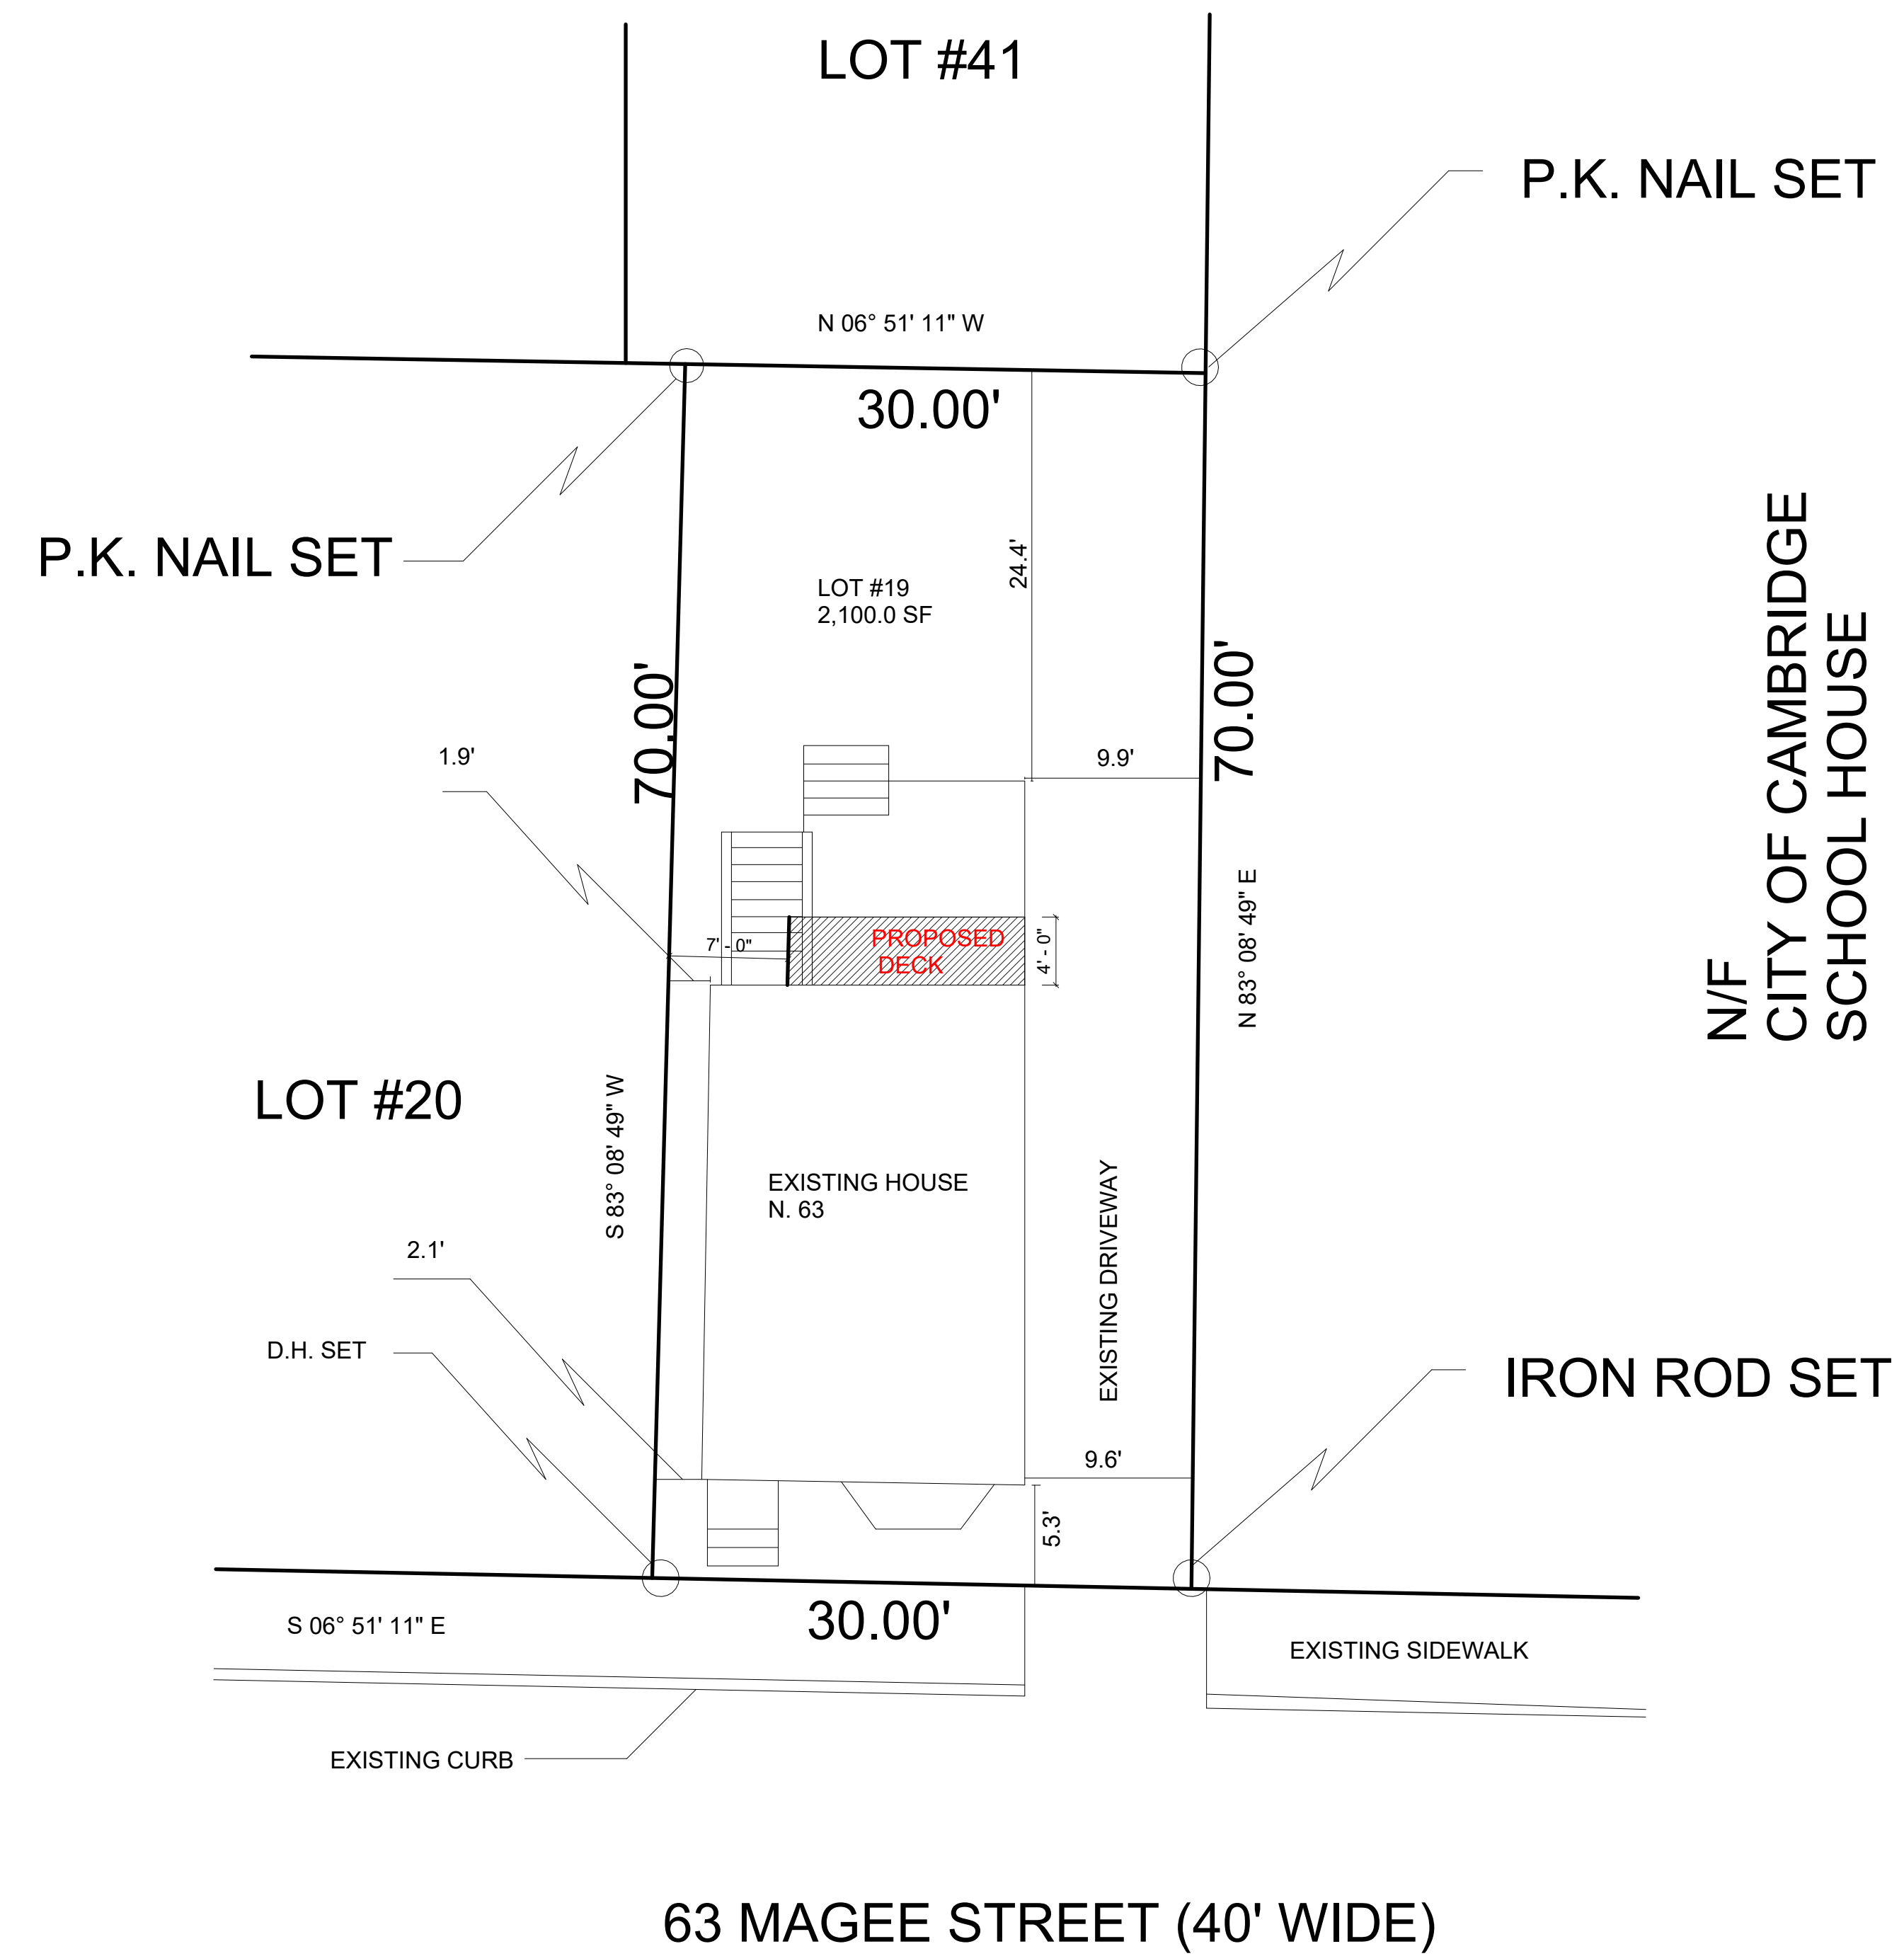 LOT #41
P.K. NAIL SET
N 06° 51' 11" W
30.00'
P.K. NAIL SET
24.4'
LOT #19
2,100.0 SF
N/F
CITY OF CAMBRIDGE
SCHOOL HOUSE
70.00'
70.00'
1.9'
9.9'
N 83° 08' 49" E
7' - 0"
PROPOSED
DECK
4' - 0"
LOT #20
S 83° 08' 49" W
EXISTING HOUSE
N. 63
EXISTING DRIVEWAY
2.1'
D.H. SET
IRON ROD SET
9.6'
5.3'
30.00'
S 06° 51' 11" E
EXISTING SIDEWALK
EXISTING CURB
63 MAGEE STREET (40' WIDE)